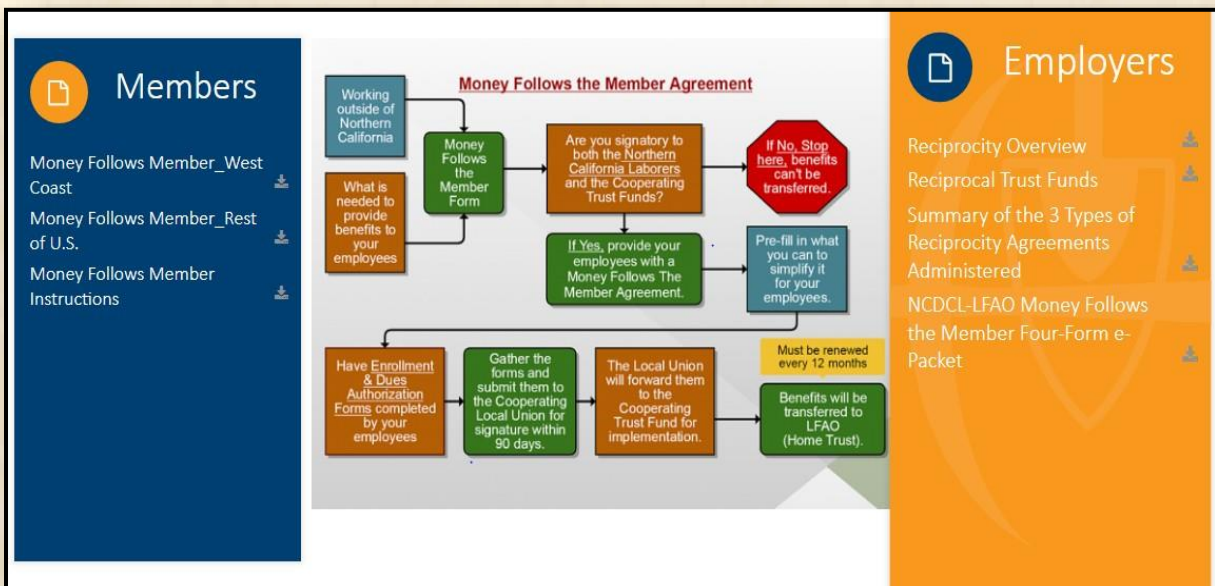 Members
Money Follows Member_West
Coast
Money Follows Member_Rest
of U.S.
Money Follows Member
Instructions
Money Follows the Member Agreement
Working
outside of
Northern
California
What is
needed to
provide
benefits to
your
employees
Money
Follows
the
Member
Form
Are you signatory to
both the Northern
California Laborers
and the Cooperating
Trust Funds?
If No, Stop
here, benefits
can't be
transferred.
If Yes, provide your
employees with a
Money Follows The
Member Agreement.
Pre-fill in what
you can to
simplify it
for your
employees.
Have Enrollment
& Dues
Authorization
Forms completed
by your
employees
Gather the
forms and
submit them to
the Cooperating
Local Union for
signature within
90 days.
The Local Union
will forward them
to the
Cooperating
Trust Fund for
implementation.
Must be renewed
every 12 months
Benefits will be
transferred to
LFAO
(Home Trust).
Employers
Reciprocity Overview
Reciprocal Trust Funds
Summary of the 3 Types of
Reciprocity Agreements
Administered
NCDCL-LFAO Money Follows
the Member Four-Form e-
Packet